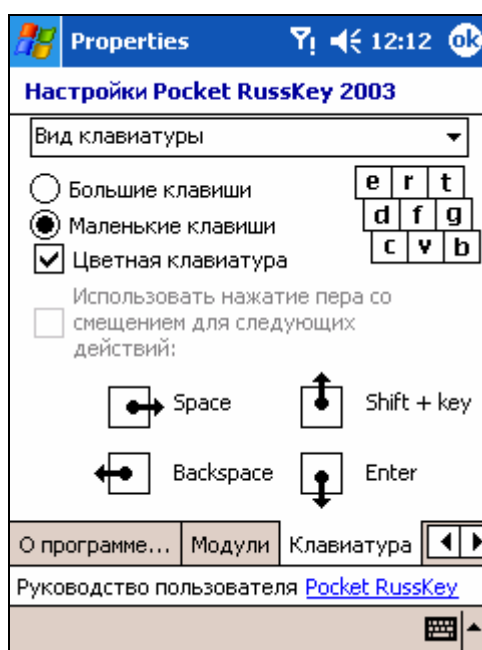 Properties 12:12 ok
Настройки Pocket RussKey 2003
Вид клавиатуры
Большие клавиши
Маленькие клавиши
Цветная клавиатура
e r t
d f g
c v b
Использовать нажатие пера со
смещением для следующих
действий:
Space Shift + key
Backspace Enter
О программе... Модули Клавиатура
Руководство пользователя Pocket RussKey